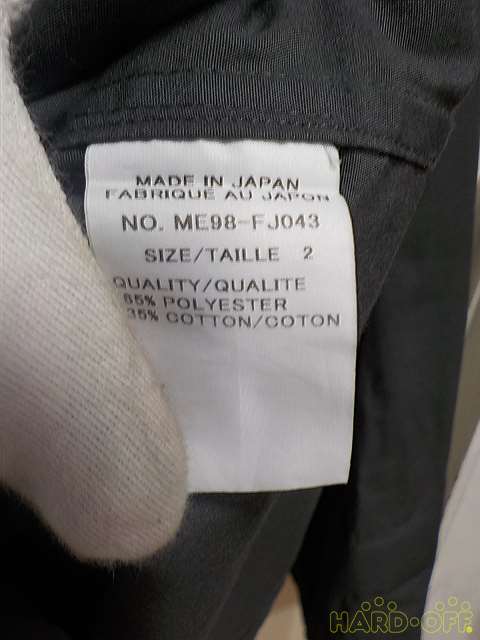 MADE IN JAPAN
FABRIQUÉ AU JAPON
NO. ME98-FJ043
SIZE/TAILLE 2
QUALITY/QUALITE
65% POLYESTER
35% COTTON/COTON
HARD·OFF